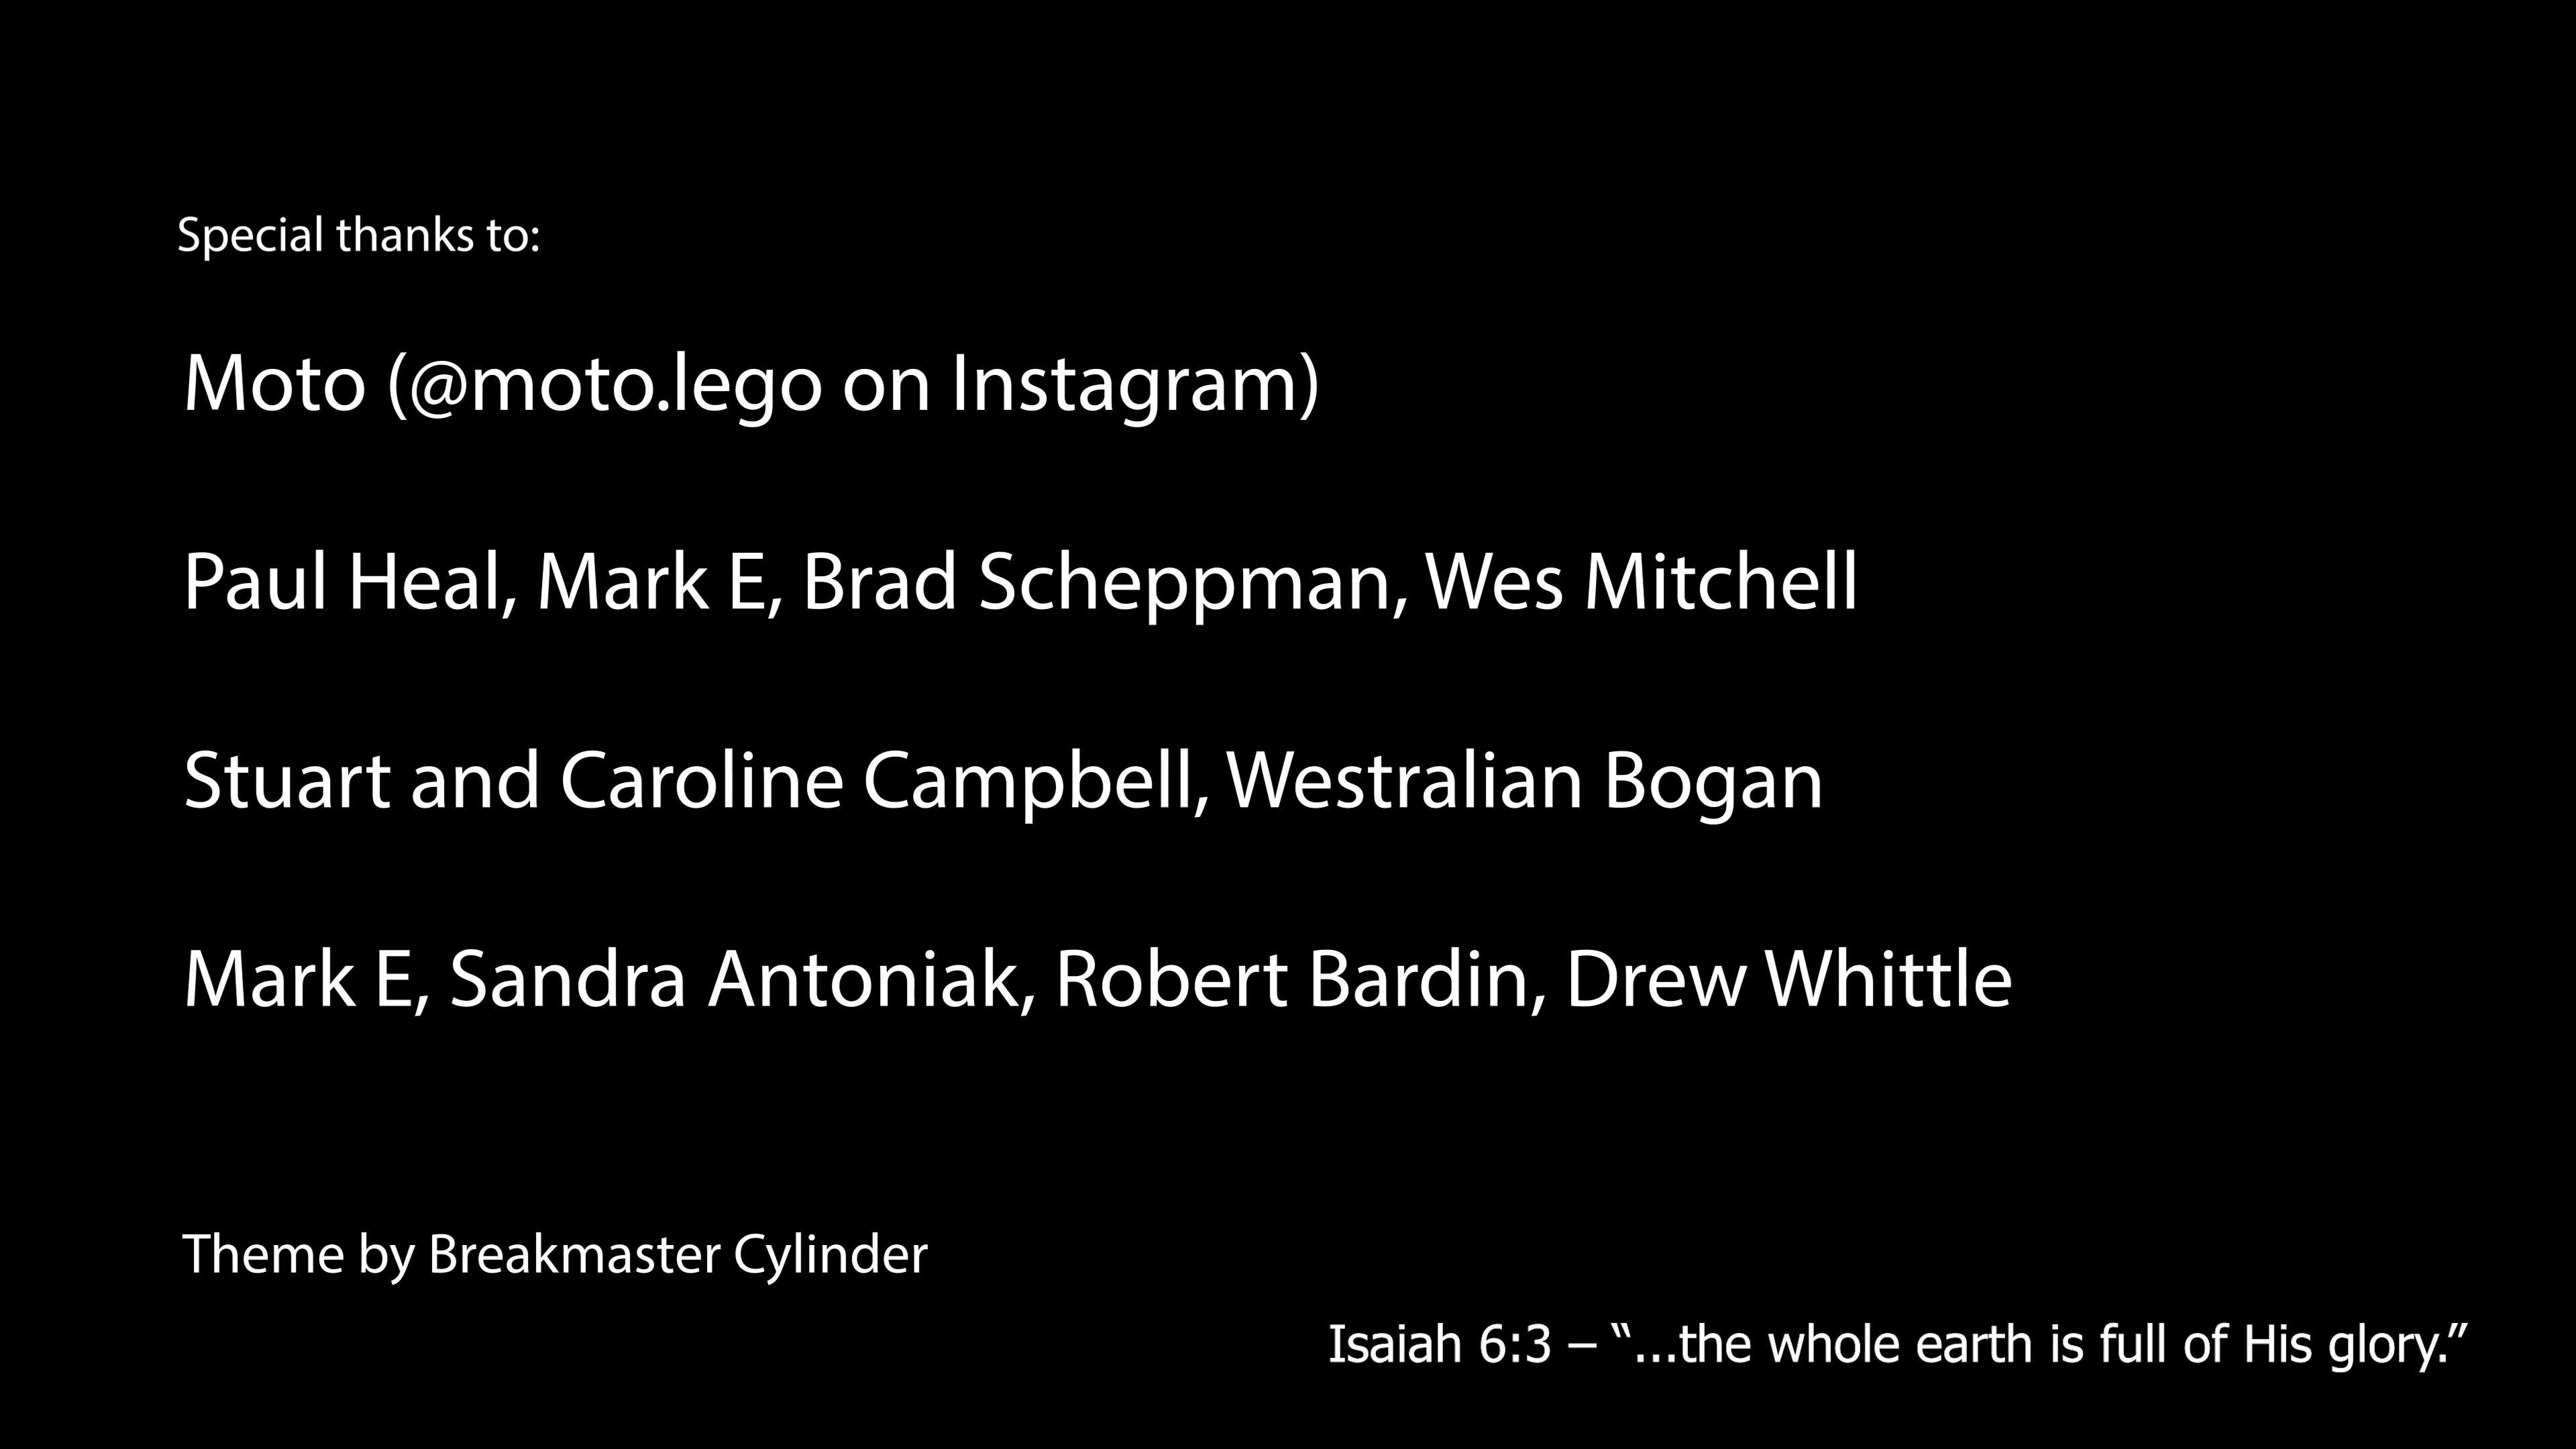 Special thanks to:
Moto (@moto.lego on Instagram)
Paul Heal, Mark E, Brad Scheppman, Wes Mitchell
Stuart and Caroline Campbell, Westralian Bogan
Mark E, Sandra Antoniak, Robert Bardin, Drew Whittle
Theme by Breakmaster Cylinder
Isaiah 6:3 – “…the whole earth is full of His glory.”